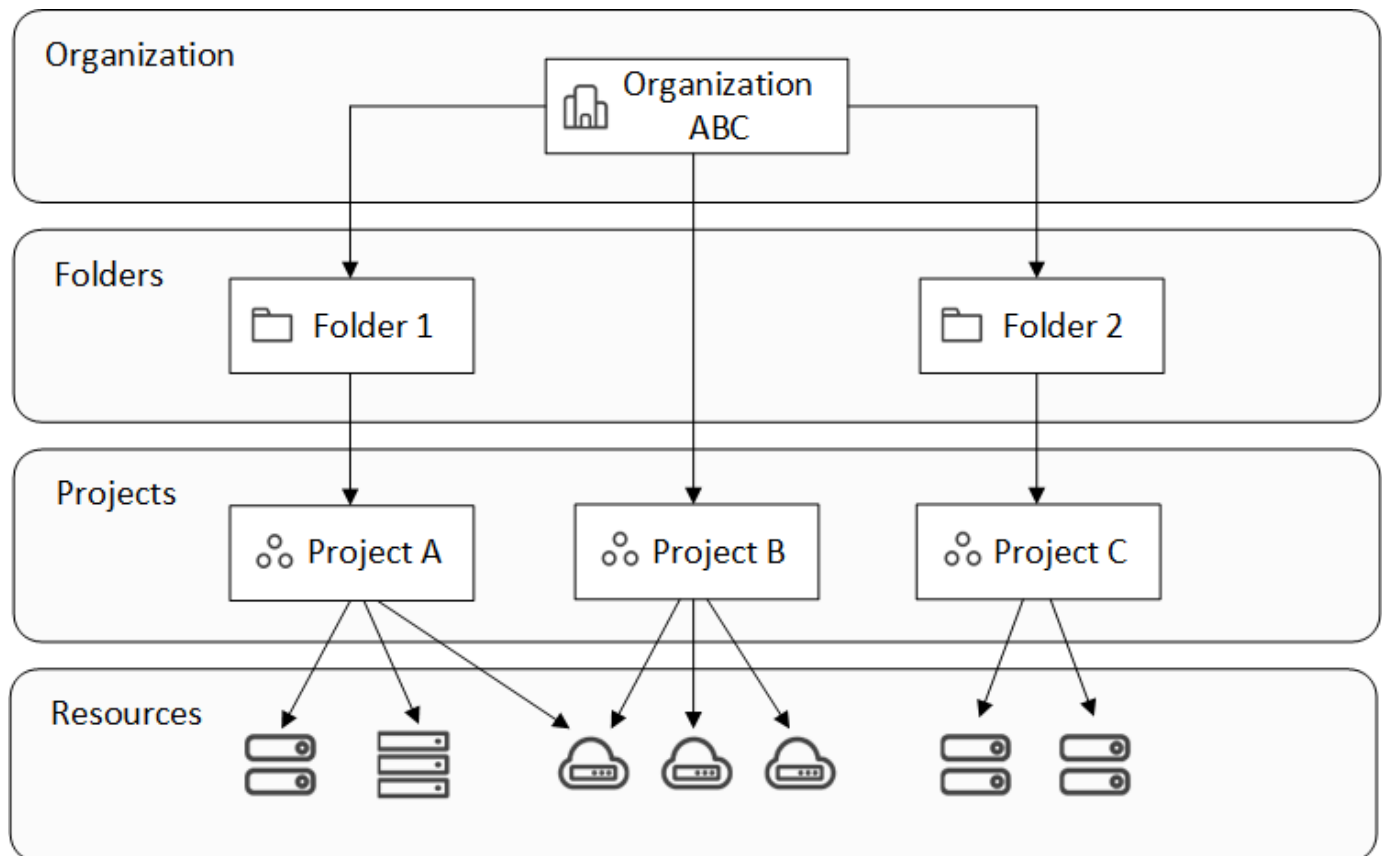 Organization
Organization
ABC
Folders
Folder 1
Folder 2
Projects
Project A
Project B
Project C
Resources